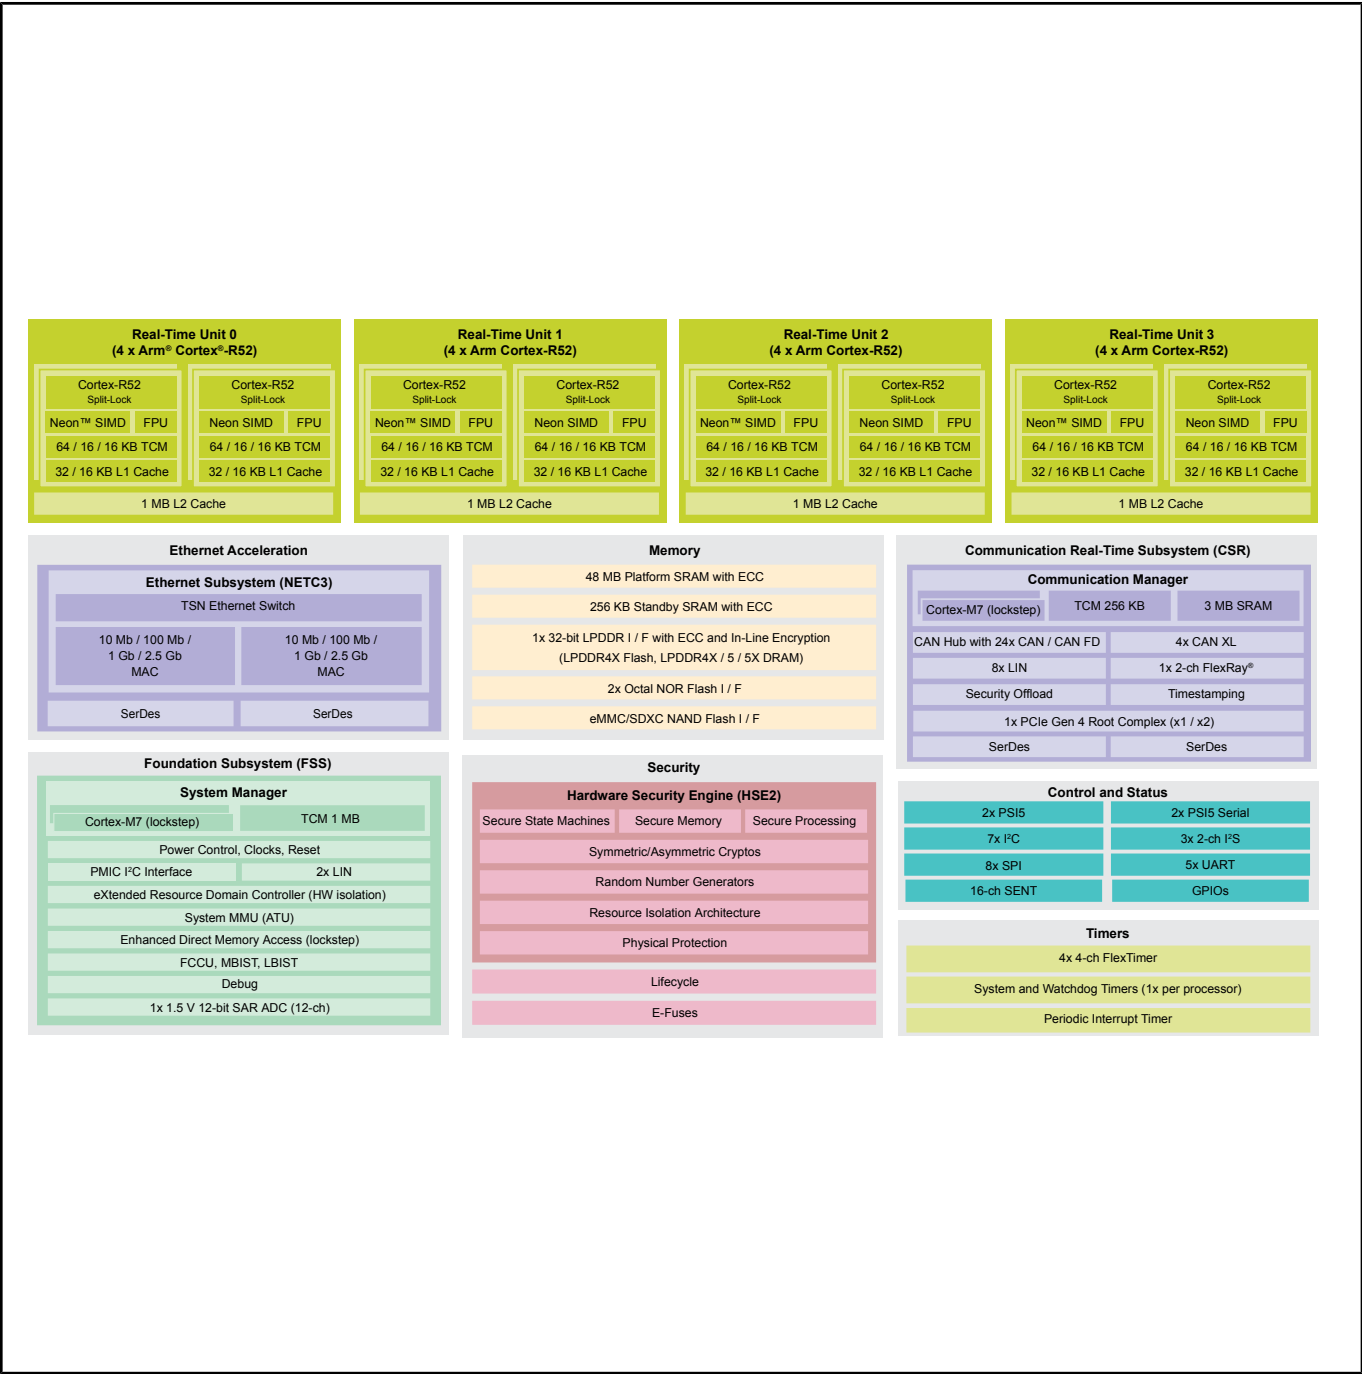 Real-Time Unit 0
(4 x Arm® Cortex®-R52)
Cortex-R52
Split-Lock
Neon™ SIMD
FPU
64 / 16 / 16 KB TCM
32 / 16 KB L1 Cache
Cortex-R52
Split-Lock
Neon SIMD
FPU
64 / 16 / 16 KB TCM
32 / 16 KB L1 Cache
1 MB L2 Cache
Real-Time Unit 1
(4 x Arm Cortex-R52)
Cortex-R52
Split-Lock
Neon™ SIMD
FPU
64 / 16 / 16 KB TCM
32 / 16 KB L1 Cache
Cortex-R52
Split-Lock
Neon SIMD
FPU
64 / 16 / 16 KB TCM
32 / 16 KB L1 Cache
1 MB L2 Cache
Real-Time Unit 2
(4 x Arm Cortex-R52)
Cortex-R52
Split-Lock
Neon™ SIMD
FPU
64 / 16 / 16 KB TCM
32 / 16 KB L1 Cache
Cortex-R52
Split-Lock
Neon SIMD
FPU
64 / 16 / 16 KB TCM
32 / 16 KB L1 Cache
1 MB L2 Cache
Real-Time Unit 3
(4 x Arm Cortex-R52)
Cortex-R52
Split-Lock
Neon™ SIMD
FPU
64 / 16 / 16 KB TCM
32 / 16 KB L1 Cache
Cortex-R52
Split-Lock
Neon SIMD
FPU
64 / 16 / 16 KB TCM
32 / 16 KB L1 Cache
1 MB L2 Cache
Ethernet Acceleration
Ethernet Subsystem (NETC3)
TSN Ethernet Switch
10 Mb / 100 Mb /
1 Gb / 2.5 Gb
MAC
10 Mb / 100 Mb /
1 Gb / 2.5 Gb
MAC
SerDes
SerDes
Memory
48 MB Platform SRAM with ECC
256 KB Standby SRAM with ECC
1x 32-bit LPDDR I / F with ECC and In-Line Encryption
(LPDDR4X Flash, LPDDR4X / 5 / 5X DRAM)
2x Octal NOR Flash I / F
eMMC/SDXC NAND Flash I / F
Communication Real-Time Subsystem (CSR)
Communication Manager
Cortex-M7 (lockstep)
TCM 256 KB
3 MB SRAM
CAN Hub with 24x CAN / CAN FD
4x CAN XL
8x LIN
1x 2-ch FlexRay®
Security Offload
Timestamping
1x PCIe Gen 4 Root Complex (x1 / x2)
SerDes
SerDes
Foundation Subsystem (FSS)
System Manager
Cortex-M7 (lockstep)
TCM 1 MB
Power Control, Clocks, Reset
PMIC I²C Interface
2x LIN
eXtended Resource Domain Controller (HW isolation)
System MMU (ATU)
Enhanced Direct Memory Access (lockstep)
FCCU, MBIST, LBIST
Debug
1x 1.5 V 12-bit SAR ADC (12-ch)
Security
Hardware Security Engine (HSE2)
Secure State Machines
Secure Memory
Secure Processing
Symmetric/Asymmetric Cryptos
Random Number Generators
Resource Isolation Architecture
Physical Protection
Lifecycle
E-Fuses
Control and Status
2x PSI5
2x PSI5 Serial
7x I²C
3x 2-ch I²S
8x SPI
5x UART
16-ch SENT
GPIOs
Timers
4x 4-ch FlexTimer
System and Watchdog Timers (1x per processor)
Periodic Interrupt Timer